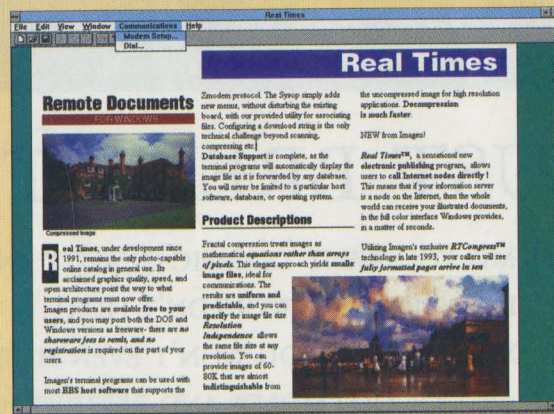 Real Times
File Edit View Window Communications Help
Modem Setup...
Dial...
Real Times
Remote Documents
FOR WINDOWS
Compressed Image
Real Times, under development since
1991, remains the only photo-capable
online catalog in general use. Its
acclaimed graphics quality, speed, and
open architecture point the way to what
terminal programs must now offer.
Imagen products are available free to your
users, and you may post both the DOS and
Windows versions as freeware- there are no
shareware fees to remit, and no
registration is required on the part of your
users.
Imagen's terminal programs can be used with
most BBS host software that supports the
Zmodem protocol. The Sysop simply adds
new menus, without disturbing the existing
board, with our provided utility for associating
files. Configuring a download string is the only
technical challenge beyond scanning,
compressing etc.
Database Support is complete, as the
terminal programs will automatically display the
image file as it is forwarded by any database.
You will never be limited to a particular host
software, database, or operating system.
Product Descriptions
Fractal compression treats images as
mathematical equations rather than arrays
of pixels. This elegant approach yields smaller
image files, ideal for
communications. The
results are uniform and
predictable, and you can
specify the image file size
Resolution
Independence allows
the same file size at any
resolution. You can
provide images of 60-
80K that are almost
indistinguishable from
the uncompressed image for high resolution
applications. Decompression
is much faster.
NEW from Imagen!
Real Times™, a sensational new
electronic publishing program, allows
users to call Internet nodes directly !
This means that if your information server
is a node on the Internet, then the whole
world can receive your illustrated documents,
in the full color interface Windows provides,
in a matter of seconds.
Utilizing Imagen's exclusive RTCompress™
technology in late 1993, your callers will see
fully formatted pages arrive in ten